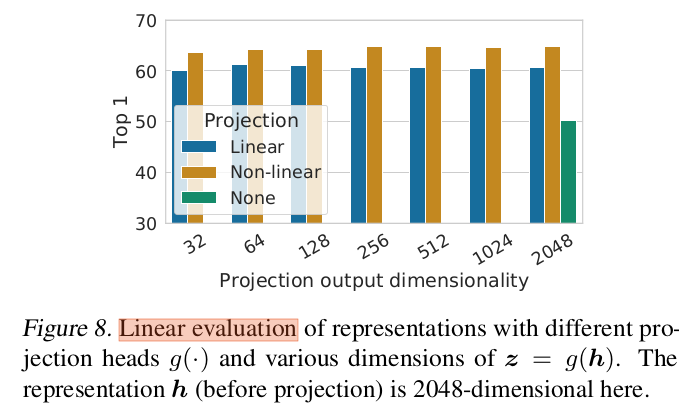 70
60
50
40
30
Top 1
Projection
Linear
Non-linear
None
32 64 128 256 512 1024 2048
Projection output dimensionality
Figure 8. Linear evaluation of representations with different pro-
jection heads g(·) and various dimensions of z = g(h). The
representation h (before projection) is 2048-dimensional here.